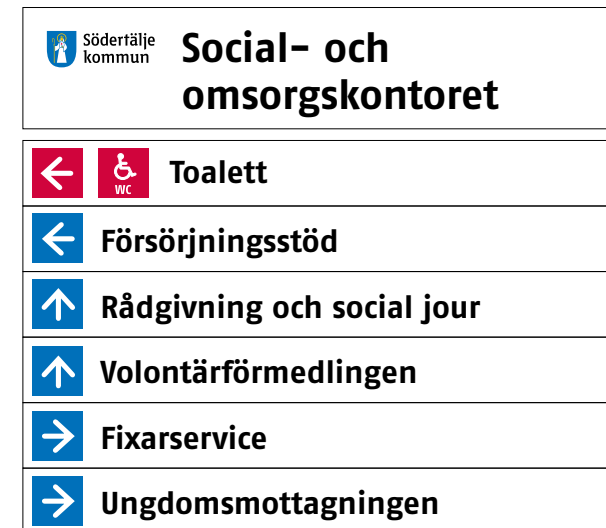 Södertälje
kommun
Social- och
omsorgskontoret
WC
Toalett
Försörjningsstöd
Rådgivning och social jour
Volontärförmedlingen
Fixarservice
Ungdomsmottagningen